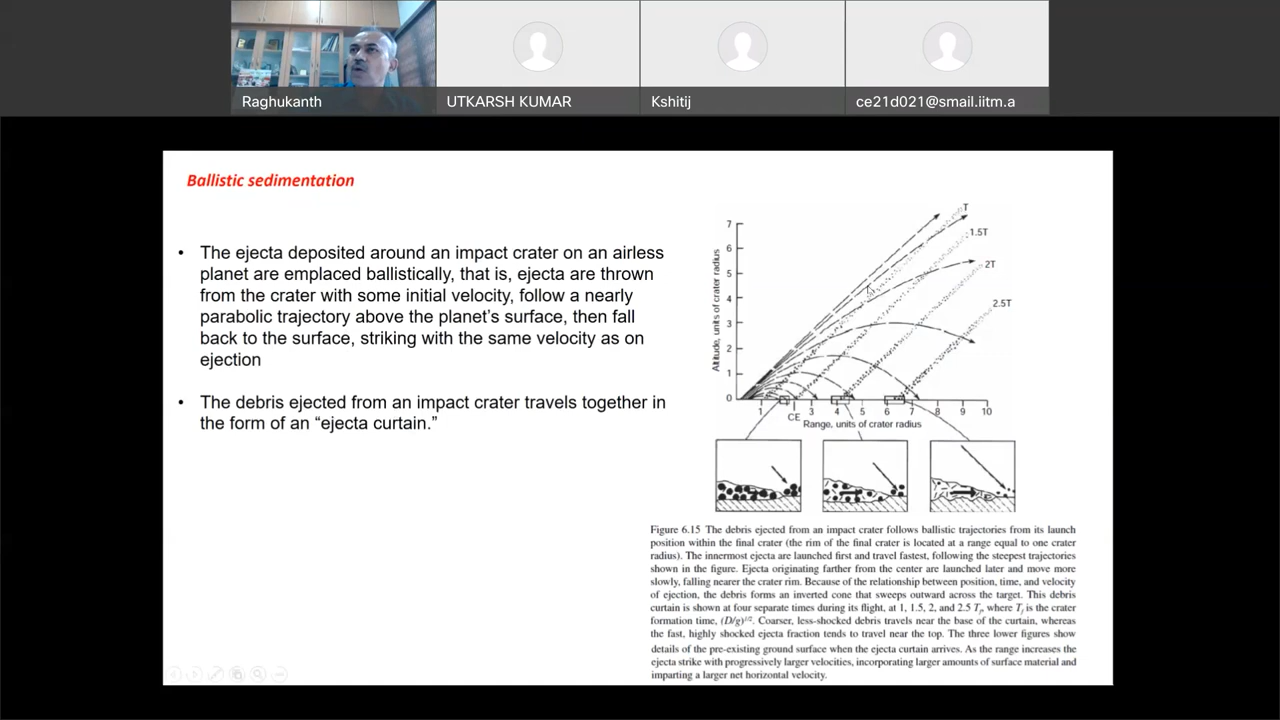 Raghukanth
UTKARSH KUMAR
Kshitij
ce21d021@smail.iitm.a
Ballistic sedimentation
• The ejecta deposited around an impact crater on an airless
planet are emplaced ballistically, that is, ejecta are thrown
from the crater with some initial velocity, follow a nearly
parabolic trajectory above the planet's surface, then fall
back to the surface, striking with the same velocity as on
ejection
• The debris ejected from an impact crater travels together in
the form of an “ejecta curtain.”
Altitude, units of crater radius
7
6
5
4
3
2
1
0
T
1.5T
2T
2.5T
1
CE
3
4
5
6
7
8
9
10
Range, units of crater radius
Figure 6.15 The debris ejected from an impact crater follows ballistic trajectories from its launch
position within the final crater (the rim of the final crater is located at a range equal to one crater
radius). The innermost ejecta are launched first and travel fastest, following the steepest trajectories
shown in the figure. Ejecta originating farther from the center are launched later and move more
slowly, falling nearer the crater rim. Because of the relationship between position, time, and velocity
of ejection, the debris forms an inverted cone that sweeps outward across the target. This debris
curtain is shown at four separate times during its flight, at 1, 1.5, 2, and 2.5 Tf, where Tf is the crater
formation time, (D/g)1/2. Coarser, less-shocked debris travels near the base of the curtain, whereas
the fast, highly shocked ejecta fraction tends to travel near the top. The three lower figures show
details of the pre-existing ground surface when the ejecta curtain arrives. As the range increases the
ejecta strike with progressively larger velocities, incorporating larger amounts of surface material and
imparting a larger net horizontal velocity.